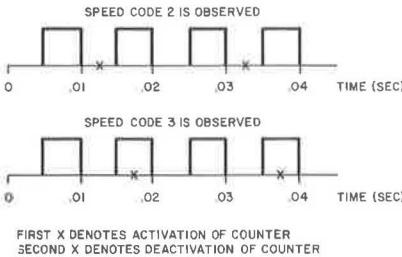 SPEED CODE 2 IS OBSERVED
X X
0 .01 .02 .03 .04 TIME (SEC)
SPEED CODE 3 IS OBSERVED
X X
0 .01 .02 .03 .04 TIME (SEC)
FIRST X DENOTES ACTIVATION OF COUNTER
SECOND X DENOTES DEACTIVATION OF COUNTER